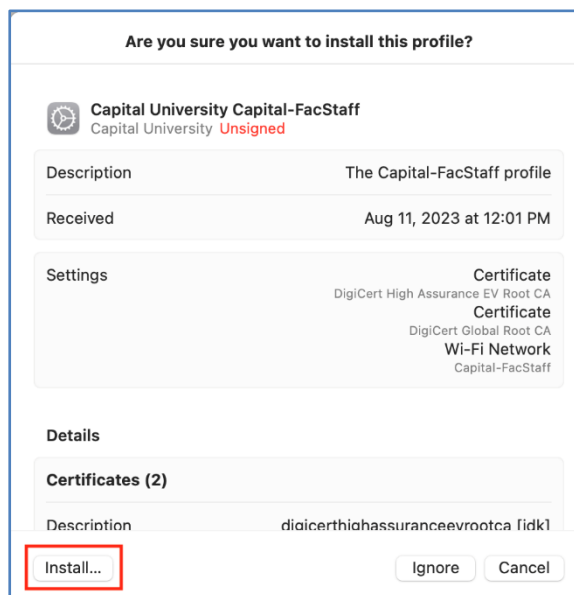 Are you sure you want to install this profile?
Capital University Capital-FacStaff
Capital University Unsigned
Description The Capital-FacStaff profile
Received Aug 11, 2023 at 12:01 PM
Settings Certificate
DigiCert High Assurance EV Root CA
Certificate
DigiCert Global Root CA
Wi-Fi Network
Capital-FacStaff
Details
Certificates (2)
Description digicerthighassuranceevrootca [idk]
Install... Ignore Cancel